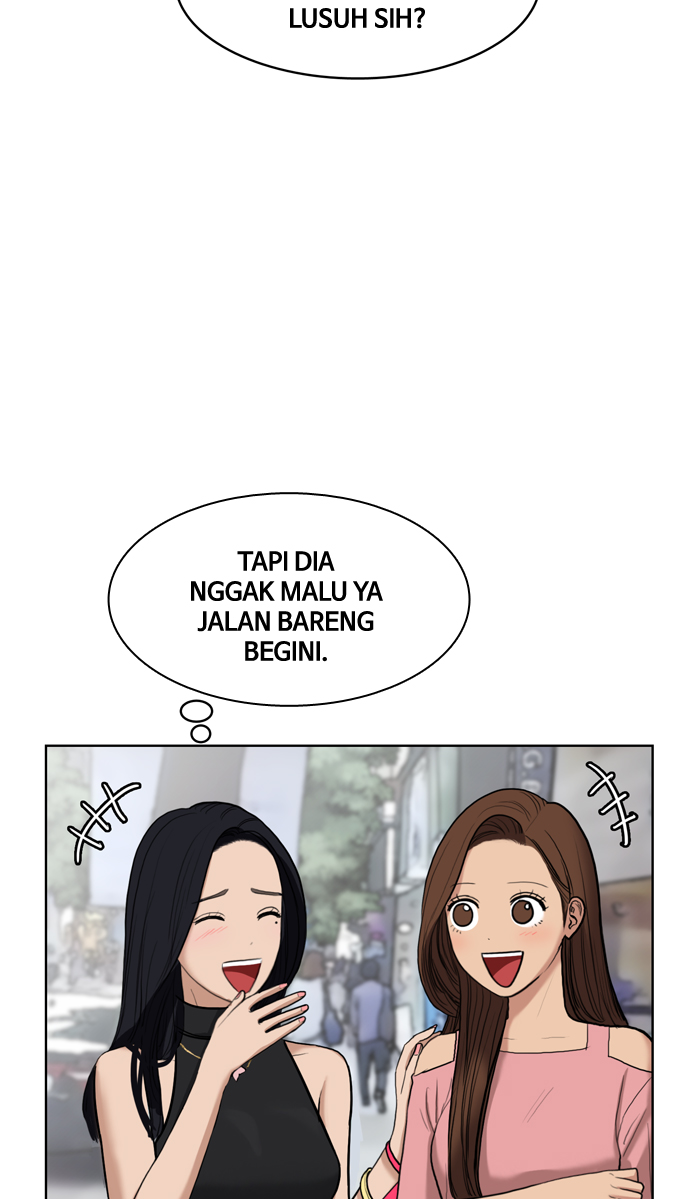 LUSUH SIH?
TAPI DIA
NGGAK MALU YA
JALAN BARENG
BEGINI.